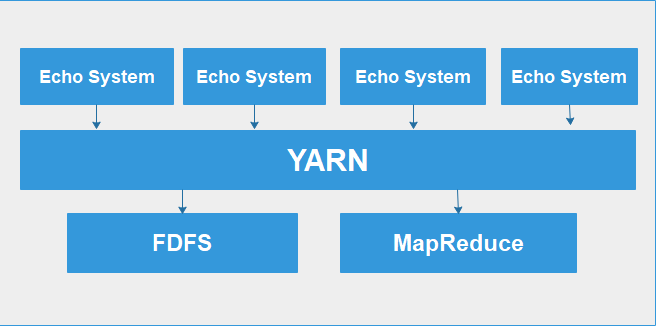 Echo System
Echo System
Echo System
Echo System
YARN
FDFS
MapReduce